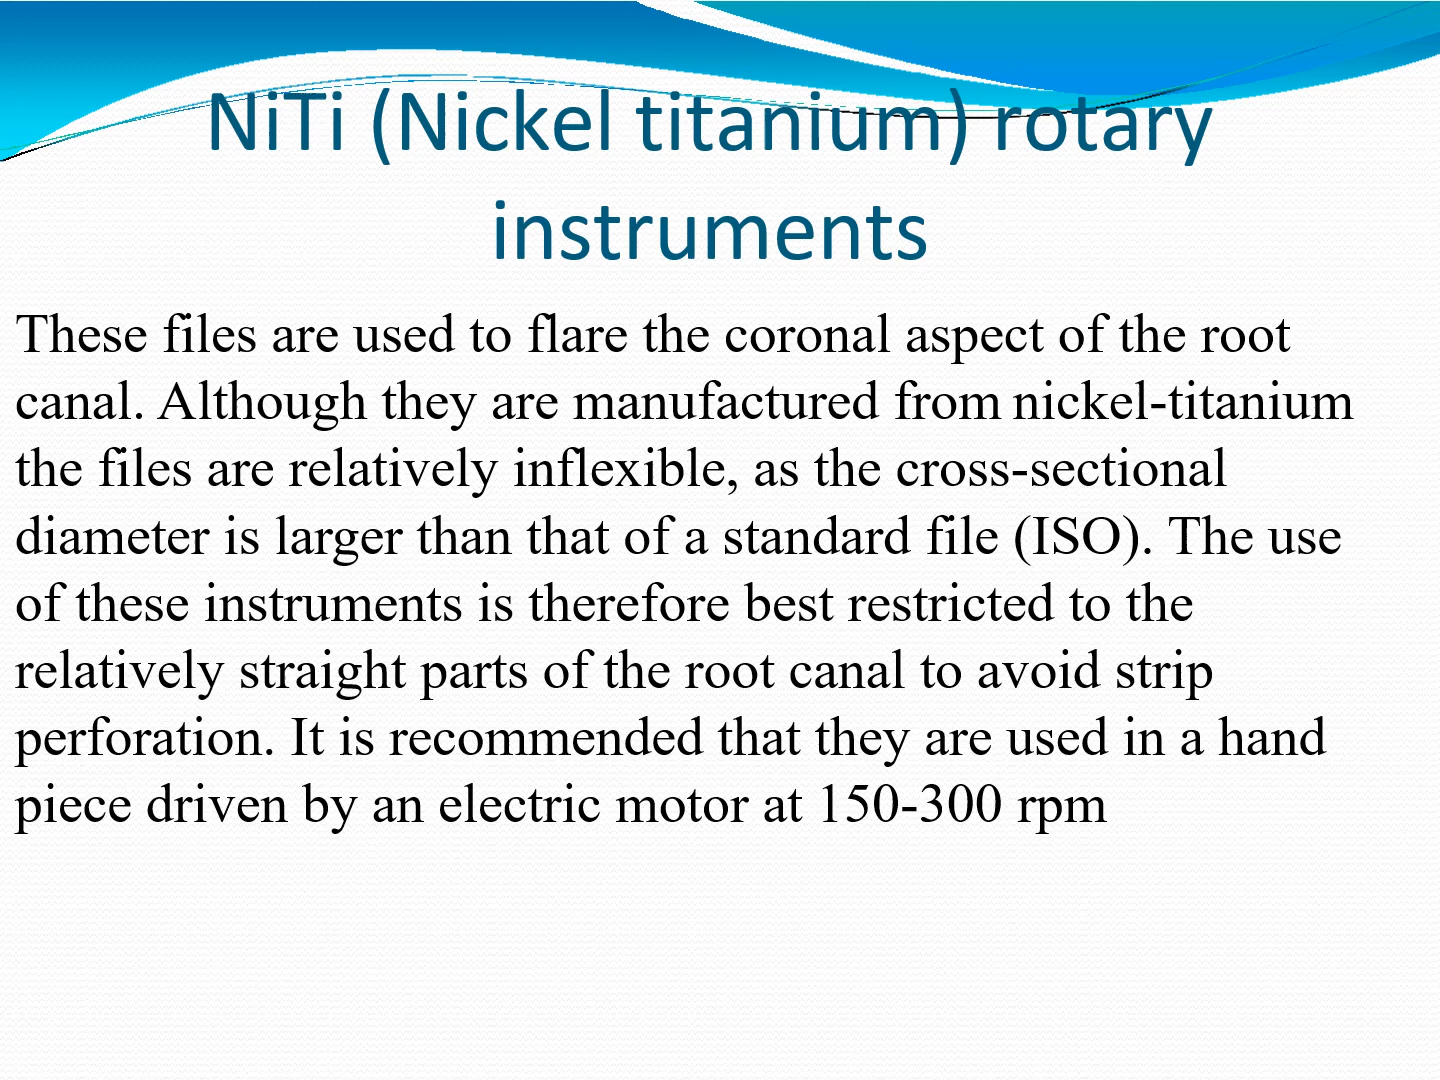 NiTi (Nickel titanium) rotary
instruments
These files are used to flare the coronal aspect of the root
canal. Although they are manufactured from nickel-titanium
the files are relatively inflexible, as the cross-sectional
diameter is larger than that of a standard file (ISO). The use
of these instruments is therefore best restricted to the
relatively straight parts of the root canal to avoid strip
perforation. It is recommended that they are used in a hand
piece driven by an electric motor at 150-300 rpm